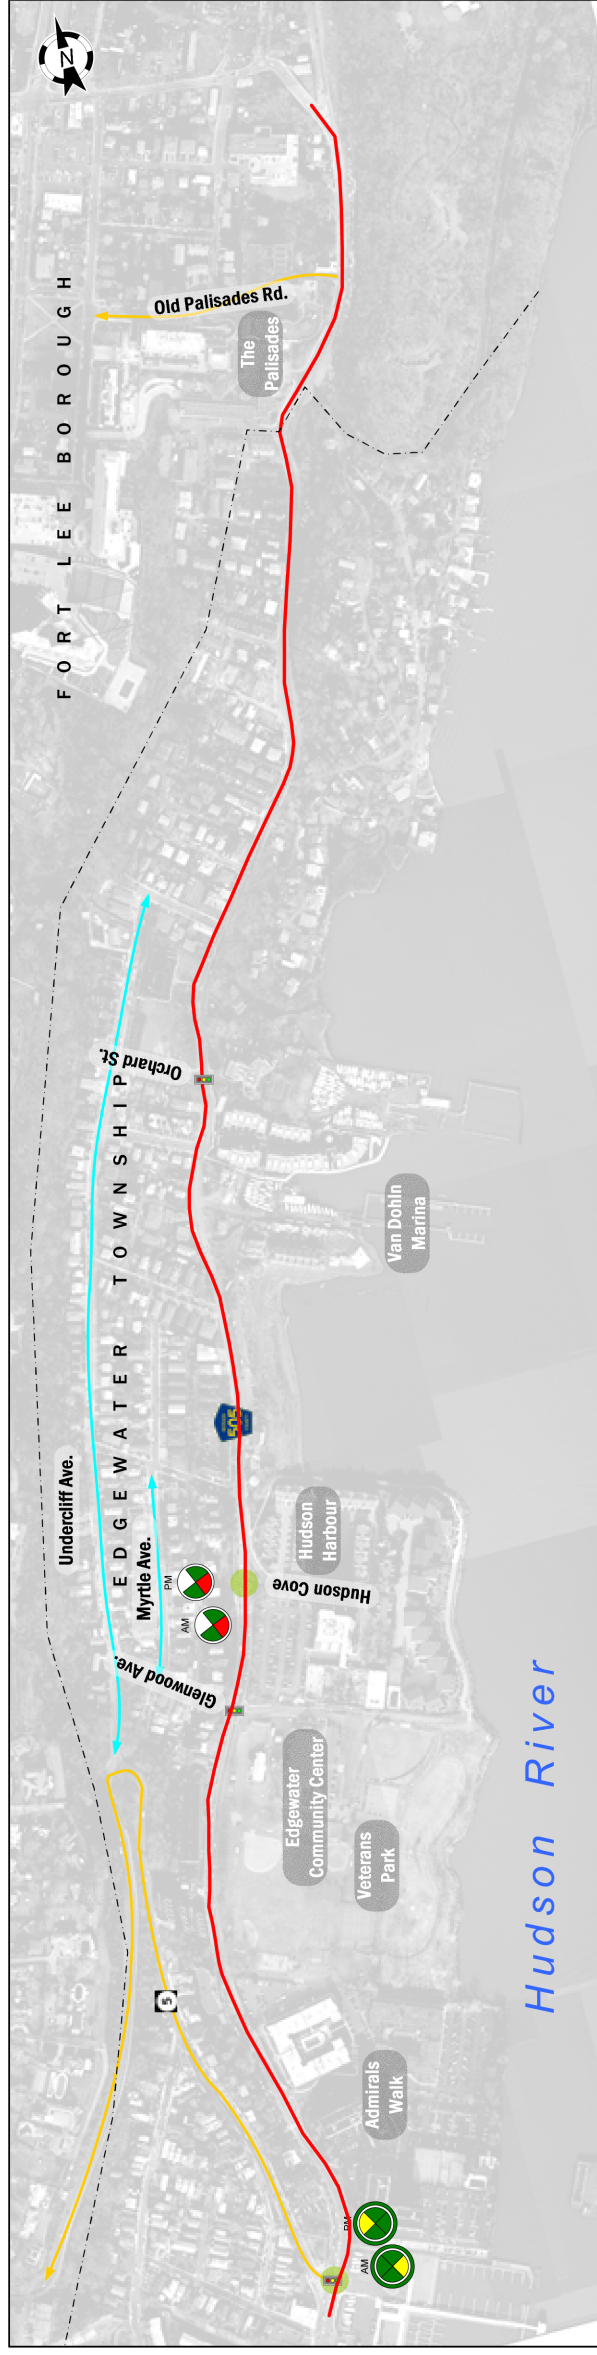 N
FORT LEE BOROUGH
Old Palisades Rd.
The
Palisades
Orchard St.
EDGEWATER TOWNSHIP
Van Dohln
Marina
505
Undercliff Ave.
Myrtle Ave.
PM
AM
Hudson
Harbour
Hudson Cove
Glenwood Ave.
Edgewater
Community Center
Veterans
Park
Hudson River
5
Admirals
Walk
PM
AM